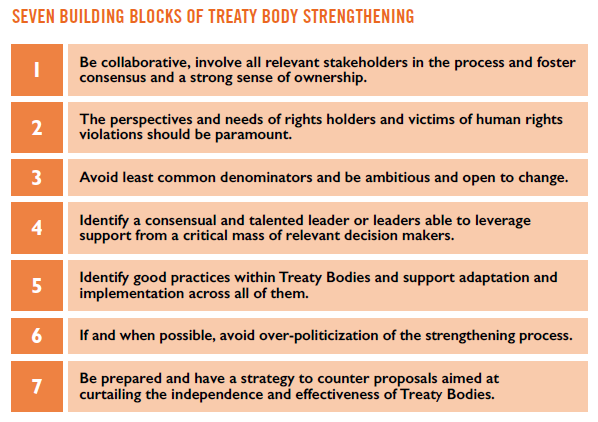 SEVEN BUILDING BLOCKS OF TREATY BODY STRENGTHENING
1
Be collaborative, involve all relevant stakeholders in the process and foster
consensus and a strong sense of ownership.
2
The perspectives and needs of rights holders and victims of human rights
violations should be paramount.
3
Avoid least common denominators and be ambitious and open to change.
4
Identify a consensual and talented leader or leaders able to leverage
support from a critical mass of relevant decision makers.
5
Identify good practices within Treaty Bodies and support adaptation and
implementation across all of them.
6
If and when possible, avoid over-politicization of the strengthening process.
7
Be prepared and have a strategy to counter proposals aimed at
curtailing the independence and effectiveness of Treaty Bodies.